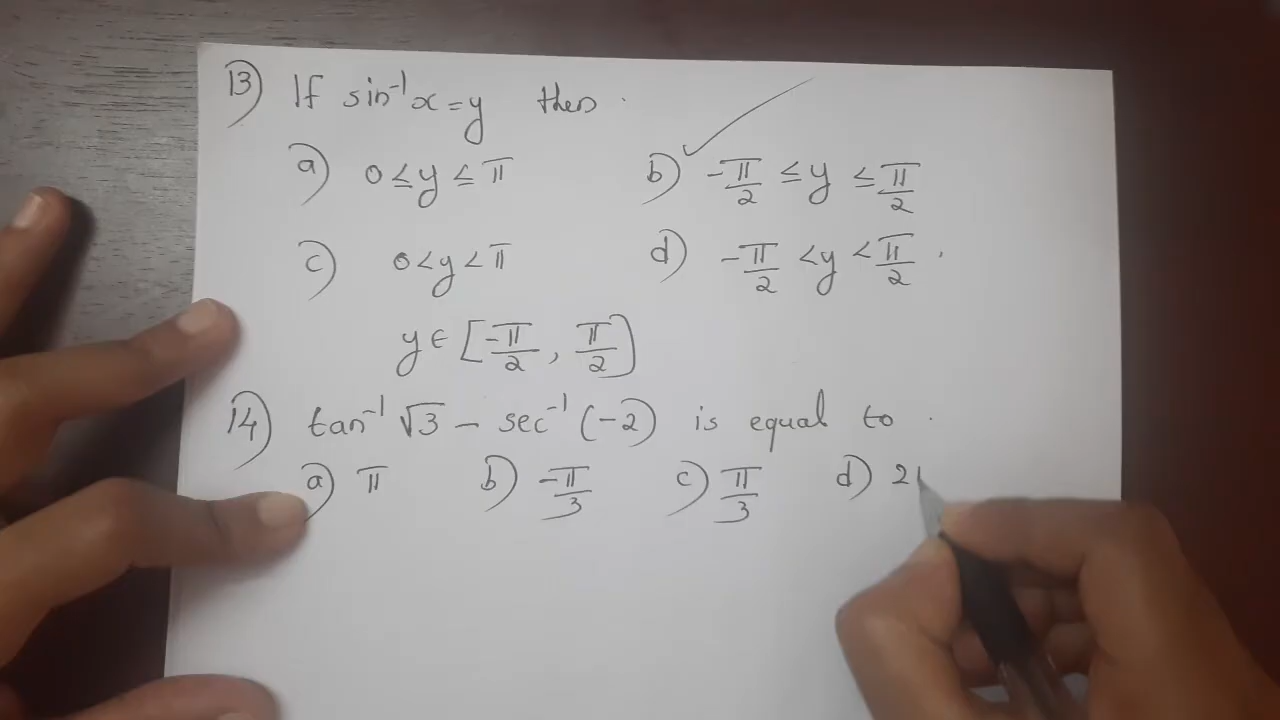 13) If sin⁻¹x = y then
a) 0 ≤ y ≤ π b) -π/2 ≤ y ≤ π/2
c) 0 < y < π d) -π/2 < y < π/2 .
y ∈ [-π/2, π/2]
14) tan⁻¹ √3 - sec⁻¹(-2) is equal to .
a) π b) -π/3 c) π/3 d) 2